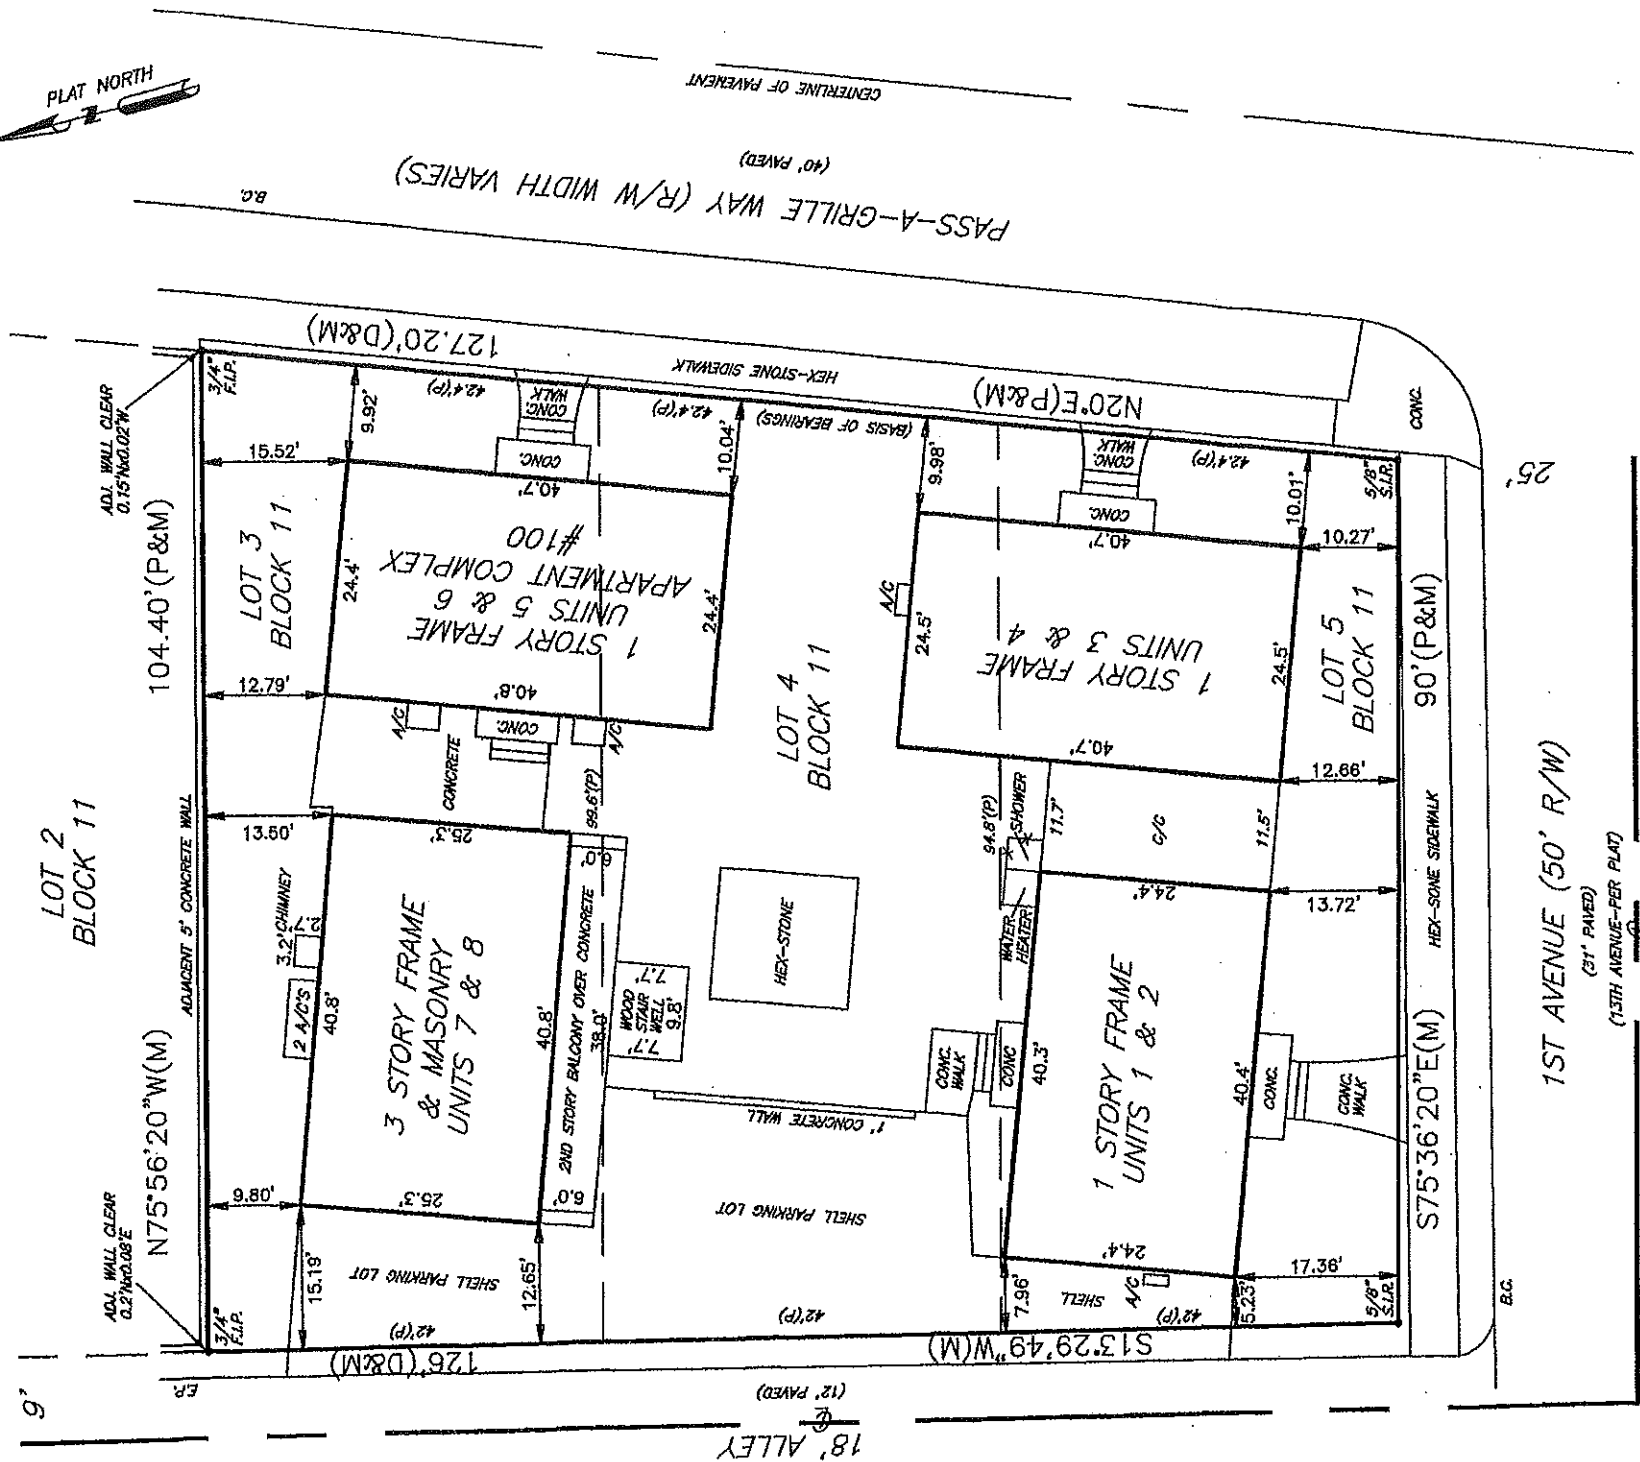 PLAT NORTH
N
CENTERLINE OF PAVEMENT
(40' PAVED)
PASS-A-GRILLE WAY (R/W WIDTH VARIES)
B.C.
127.20'(D&M)
HEX-STONE SIDEWALK
N20°E(P&M)
(BASIS OF BEARINGS)
42.4'(P)
42.4'(P)
42.4'(P)
CONC.
25'
ADJ. WALL CLEAR
0.15'N&0.02'W
3/4"
F.I.P.
9.92'
15.52'
CONC.
WALK
CONC.
10.04'
9.98'
CONC.
WALK
CONC.
10.01'
5/8"
S.I.R.
10.27'
104.40'(P&M)
LOT 3
BLOCK 11
24.4'
40.7'
1 STORY FRAME
UNITS 5 & 6
APARTMENT COMPLEX
#100
24.4'
40.8'
12.79'
A/C
CONC.
A/C
CONCRETE
99.6'(P)
LOT 4
BLOCK 11
A/C
24.5'
40.7'
1 STORY FRAME
UNITS 3 & 4
24.5'
40.7'
LOT 5
BLOCK 11
12.66'
90'(P&M)
LOT 2
BLOCK 11
ADJACENT 5' CONCRETE WALL
13.50'
25.3'
3.2'CHIMNEY
2.7'
2 A/C'S
40.8'
3 STORY FRAME
& MASONRY
UNITS 7 & 8
40.8'
2ND STORY BALCONY OVER CONCRETE
6.0'
38.0'
6.0'
WOOD
STAIR
WELL
7.7'
7.7'
9.8'
HEX-STONE
94.8'(P)
SHOWER
11.7'
C/C
11.5'
WATER
HEATER
24.4'
13.72'
HEX-SONE SIDEWALK
CONC.
WALK
CONC
40.3'
1 STORY FRAME
UNITS 1 & 2
40.4'
CONC.
CONC.
WALK
1' CONCRETE WALL
SHELL PARKING LOT
24.4'
N75°56'20"W(M)
ADJ. WALL CLEAR
0.2'N&0.08'E
9.80'
25.3'
15.19'
SHELL PARKING LOT
12.65'
3/4"
F.I.P.
42'(P)
42'(P)
42'(P)
7.96'
SHELL
A/C
5.23'
17.36'
5/8"
S.I.R.
S75°36'20"E(M)
B.C.
1ST AVENUE (50' R/W)
(31' PAVED)
(13TH AVENUE-PER PLAT)
126'(D&M)
S13°29'49"W(M)
E.P.
9'
(12' PAVED)
18' ALLEY